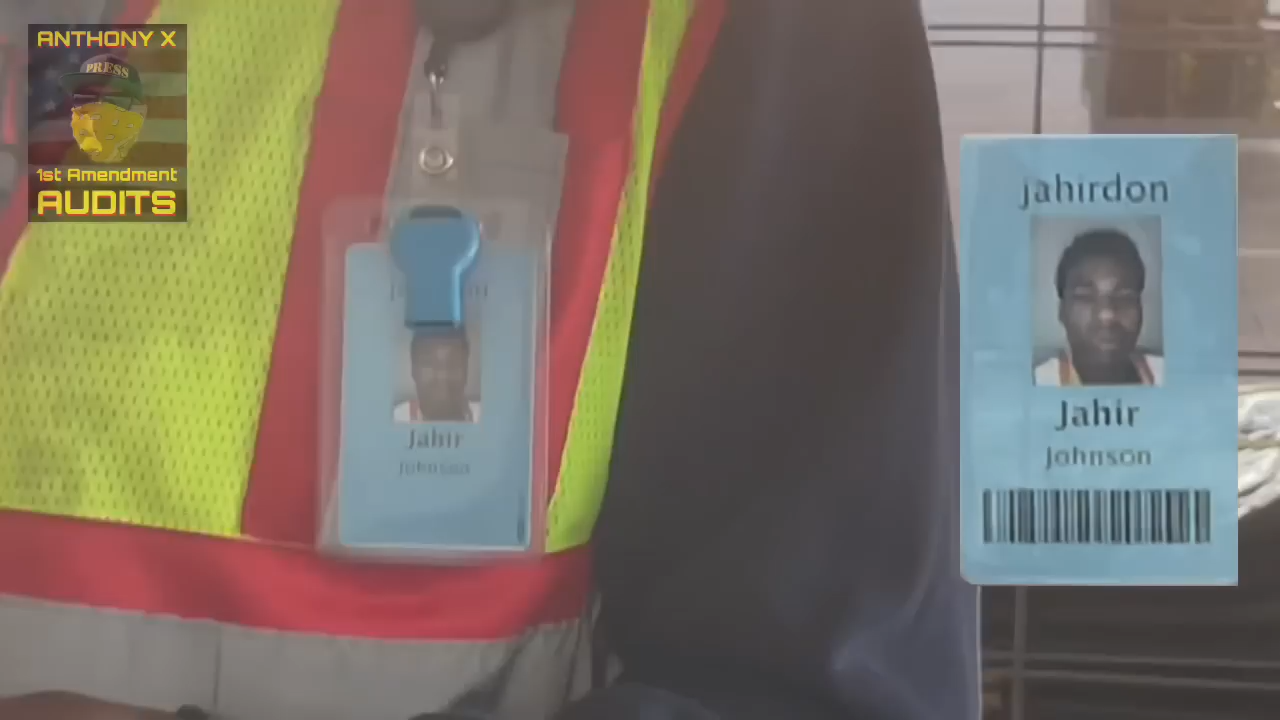 ANTHONY X
PRESS
1st Amendment
AUDITS
Jahir
Johnson
jahirdon
Jahir
Johnson